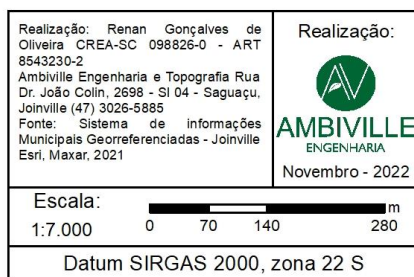 Realização: Renan Gonçalves de
Oliveira CREA-SC 098826-0 - ART
8543230-2
Ambiville Engenharia e Topografia Rua
Dr. João Colin, 2698 - Sl 04 - Saguaçu,
Joinville (47) 3026-5885
Fonte: Sistema de informações
Municipais Georreferenciadas - Joinville
Esri, Maxar, 2021
Realização:
AV
AMBIVILLE
ENGENHARIA
Novembro - 2022
Escala:
1:7.000
m
0 70 140 280
Datum SIRGAS 2000, zona 22 S